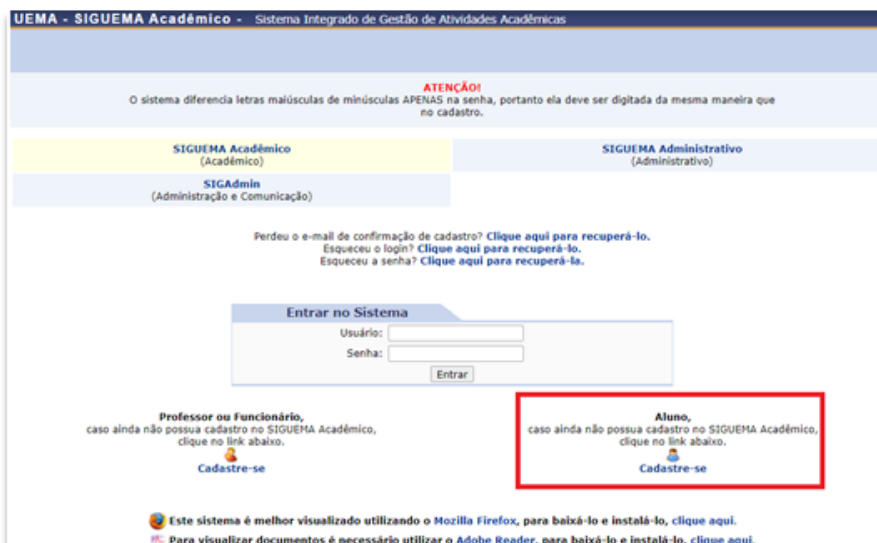 UEMA - SIGUEMA Acadêmico - Sistema Integrado de Gestão de Atividades Acadêmicas
ATENÇÃO!
O sistema diferencia letras maiúsculas de minúsculas APENAS na senha, portanto ela deve ser digitada da mesma maneira que
no cadastro.
SIGUEMA Acadêmico
(Acadêmico)
SIGUEMA Administrativo
(Administrativo)
SIGAdmin
(Administração e Comunicação)
Perdeu o e-mail de confirmação de cadastro? Clique aqui para recuperá-lo.
Esqueceu o login? Clique aqui para recuperá-lo.
Esqueceu a senha? Clique aqui para recuperá-la.
Entrar no Sistema
Usuário:
Senha:
Entrar
Professor ou Funcionário,
caso ainda não possua cadastro no SIGUEMA Acadêmico,
clique no link abaixo.
Cadastre-se
Aluno,
caso ainda não possua cadastro no SIGUEMA Acadêmico,
clique no link abaixo.
Cadastre-se
Este sistema é melhor visualizado utilizando o Mozilla Firefox, para baixá-lo e instalá-lo, clique aqui.
Para visualizar documentos é necessário utilizar o Adobe Reader, para baixá-lo e instalá-lo, clique aqui.